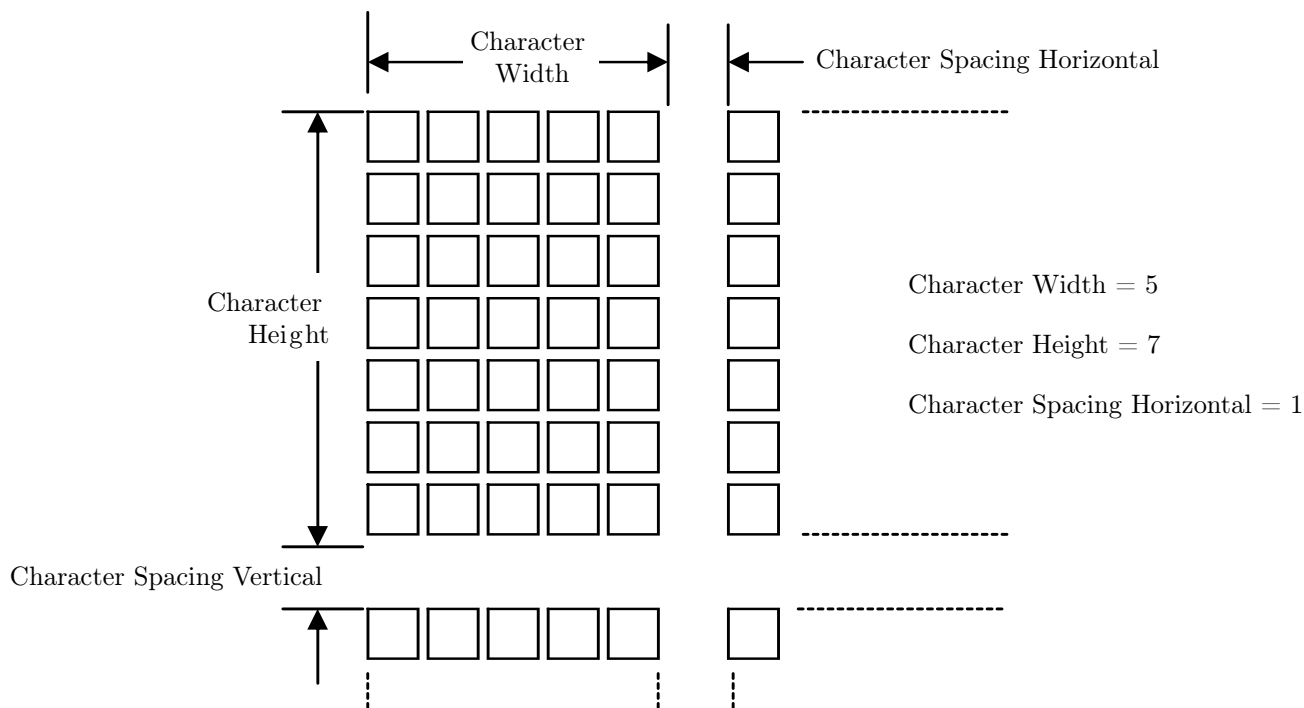 Character
Width
Character Spacing Horizontal
Character
Height
Character Width = 5
Character Height = 7
Character Spacing Horizontal = 1
Character Spacing Vertical